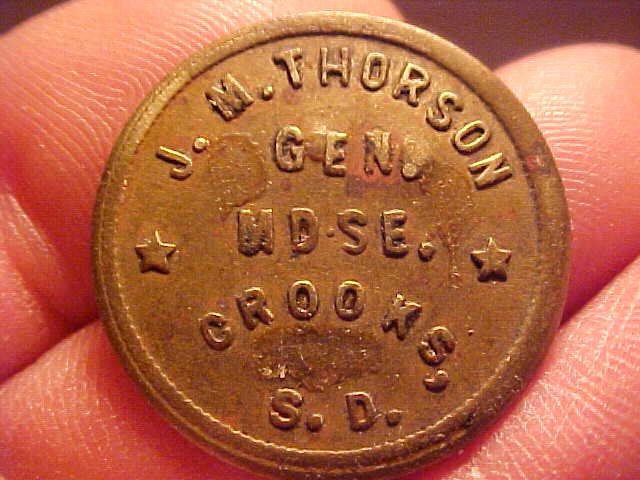 J. M. THORSON
GEN.
MDSE.
CROOKS,
S. D.